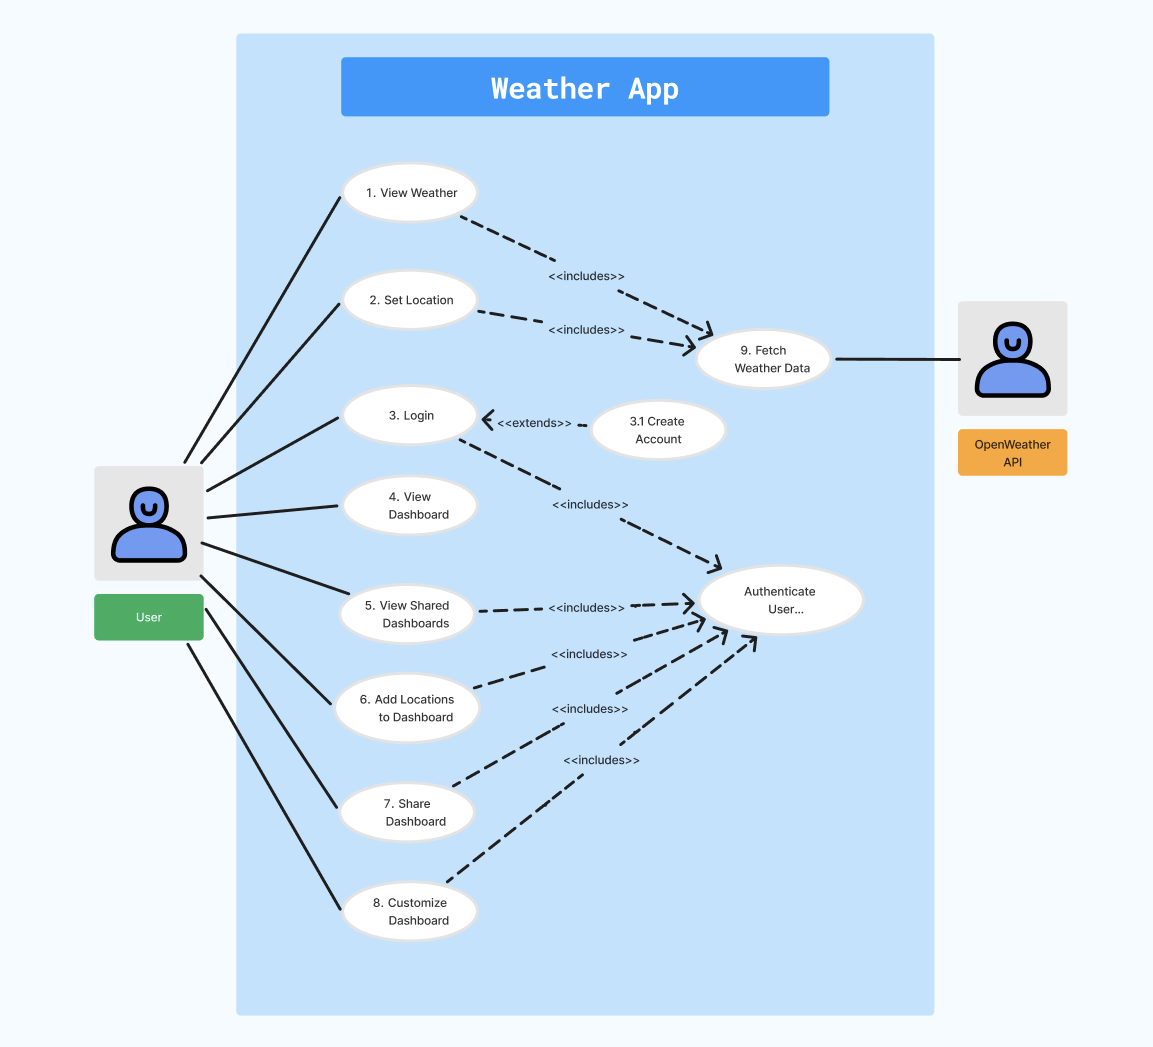 Weather App
1. View Weather
<<includes>>
2. Set Location
<<includes>>
9. Fetch
Weather Data
3. Login
<<extends>>
3.1 Create
Account
OpenWeather
API
4. View
Dashboard
<<includes>>
User
5. View Shared
Dashboards
<<includes>>
Authenticate
User...
6. Add Locations
to Dashboard
<<includes>>
7. Share
Dashboard
<<includes>>
8. Customize
Dashboard
<<includes>>